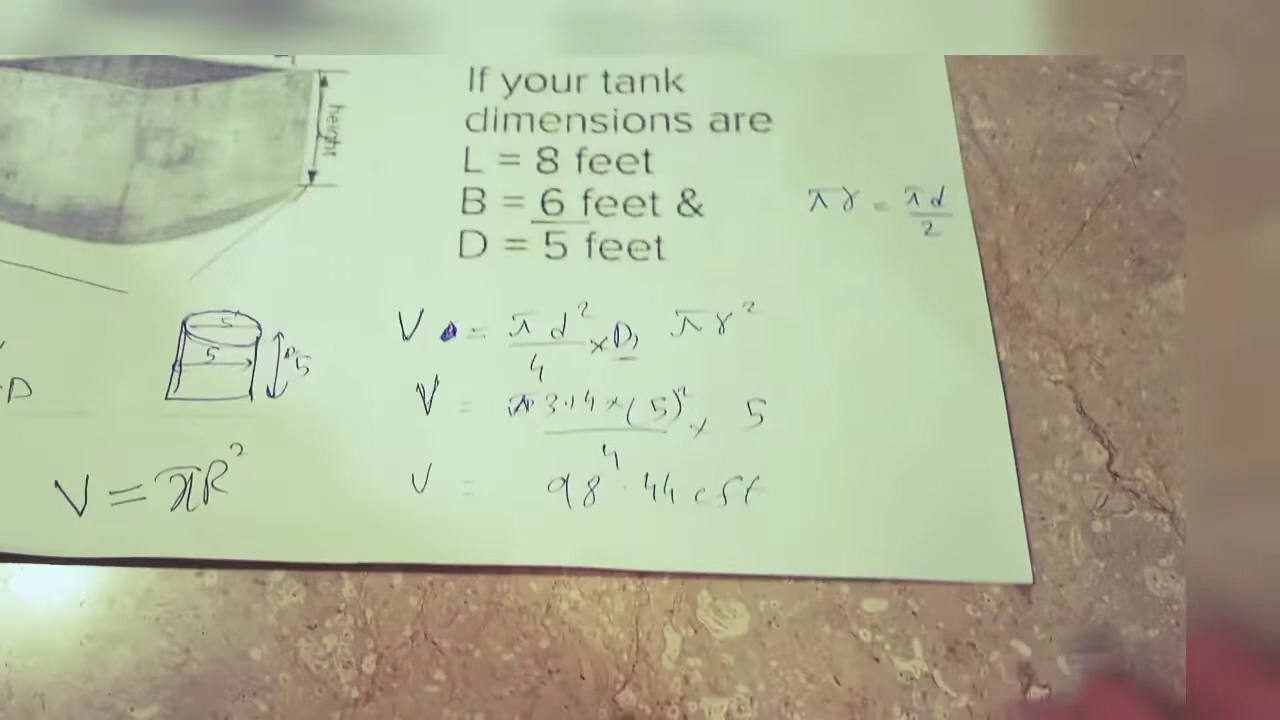 If your tank
dimensions are
L = 8 feet
B = 6 feet &
D = 5 feet
height
πr = πd/2
5
5
5
D
V = πd²/4 × D, πr²
V = 3.14 × (5)²/4 × 5
V = 98.44 cft
V = πR²